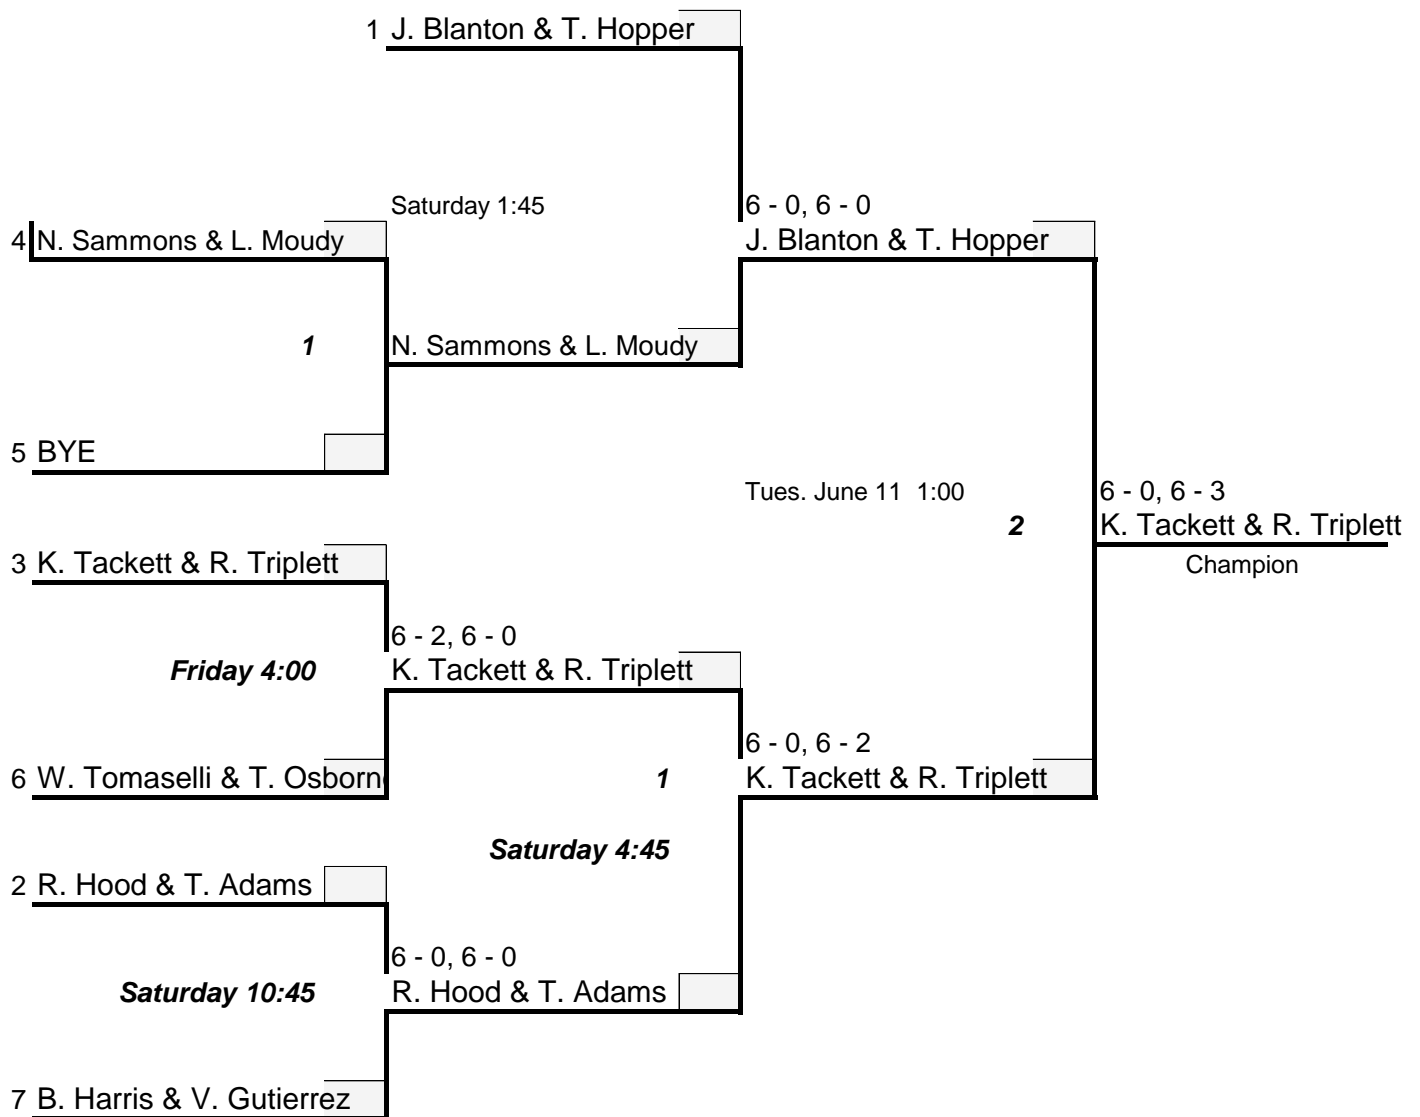 1 J. Blanton & T. Hopper
Saturday 1:45
6 - 0, 6 - 0
4 N. Sammons & L. Moudy
J. Blanton & T. Hopper
1
N. Sammons & L. Moudy
5 BYE
Tues. June 11 1:00
6 - 0, 6 - 3
2
K. Tackett & R. Triplett
3 K. Tackett & R. Triplett
Champion
6 - 2, 6 - 0
Friday 4:00
K. Tackett & R. Triplett
6 - 0, 6 - 2
6 W. Tomaselli & T. Osborn
1
K. Tackett & R. Triplett
Saturday 4:45
2 R. Hood & T. Adams
6 - 0, 6 - 0
Saturday 10:45
R. Hood & T. Adams
7 B. Harris & V. Gutierrez